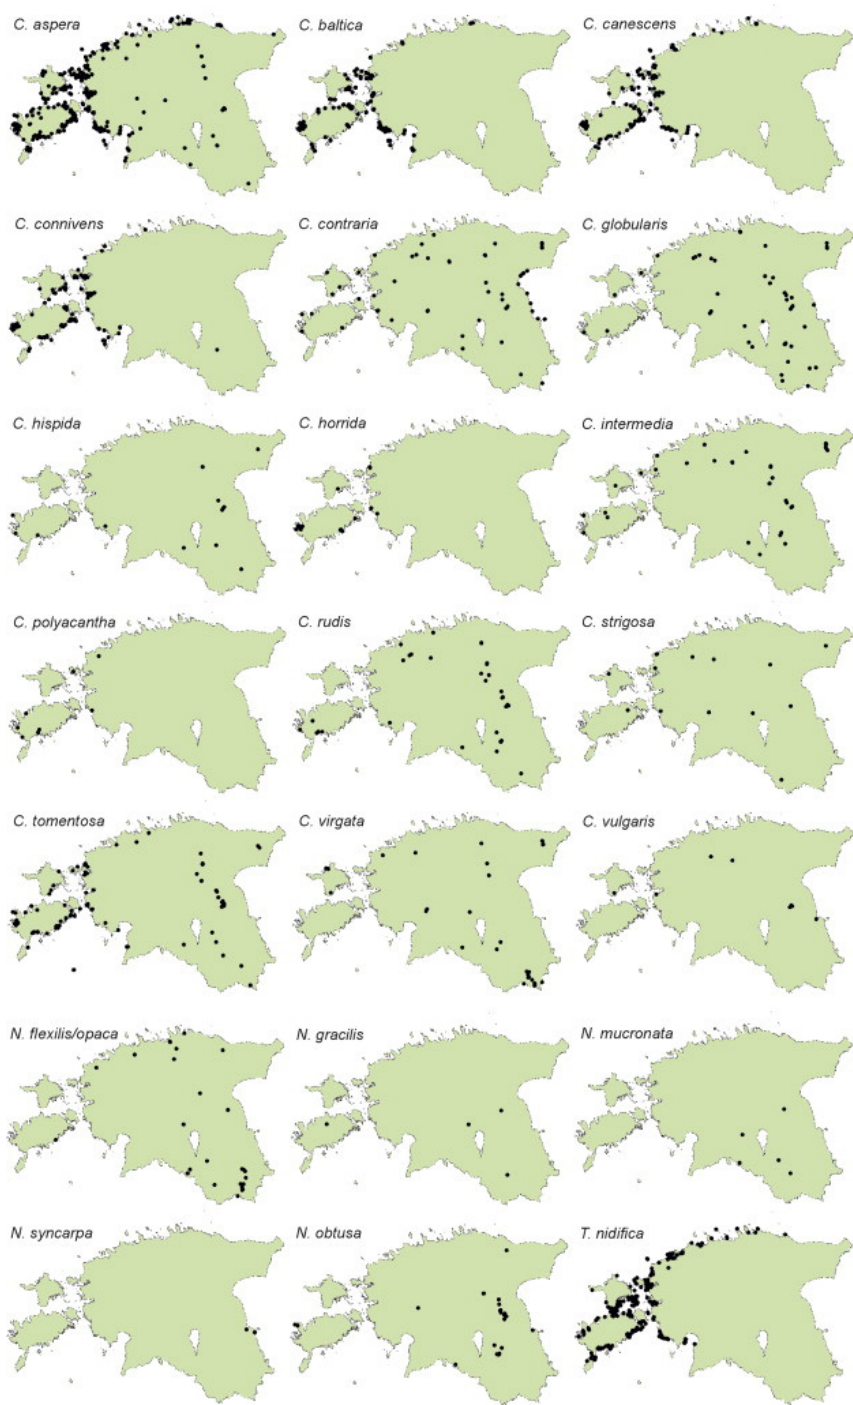 C. aspera
C. baltica
C. canescens
C. connivens
C. contraria
C. globularis
C. hispida
C. horrida
C. intermedia
C. polyacantha
C. rudis
C. strigosa
C. tomentosa
C. virgata
C. vulgaris
N. flexilis/opaca
N. gracilis
N. mucronata
N. syncarpa
N. obtusa
T. nidifica